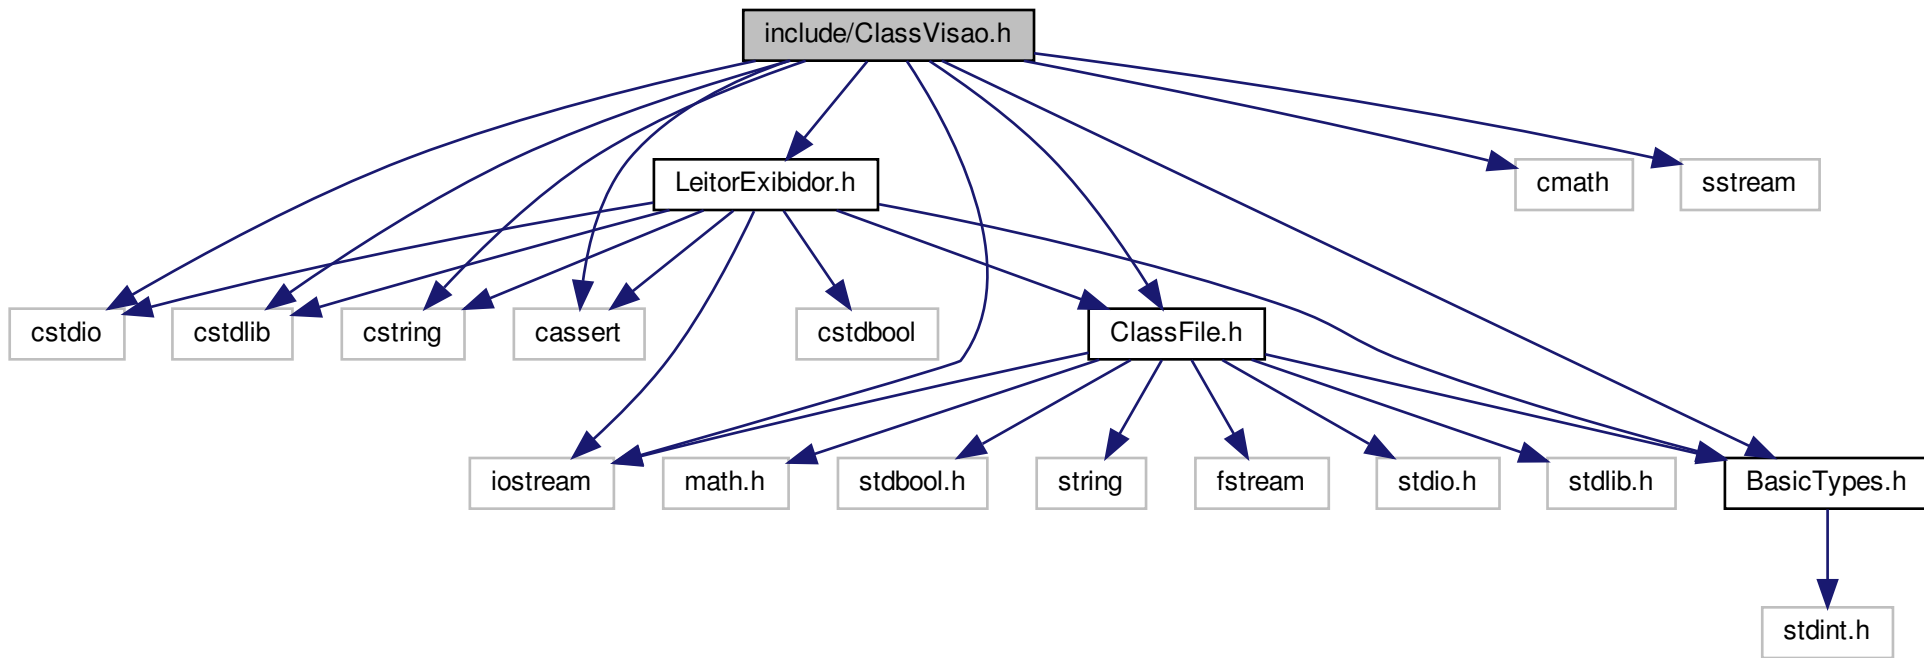 include/ClassVisao.h
LeitorExibidor.h
cmath
sstream
cstdio
cstdlib
cstring
cassert
cstdbool
ClassFile.h
iostream
math.h
stdbool.h
string
fstream
stdio.h
stdlib.h
BasicTypes.h
stdint.h